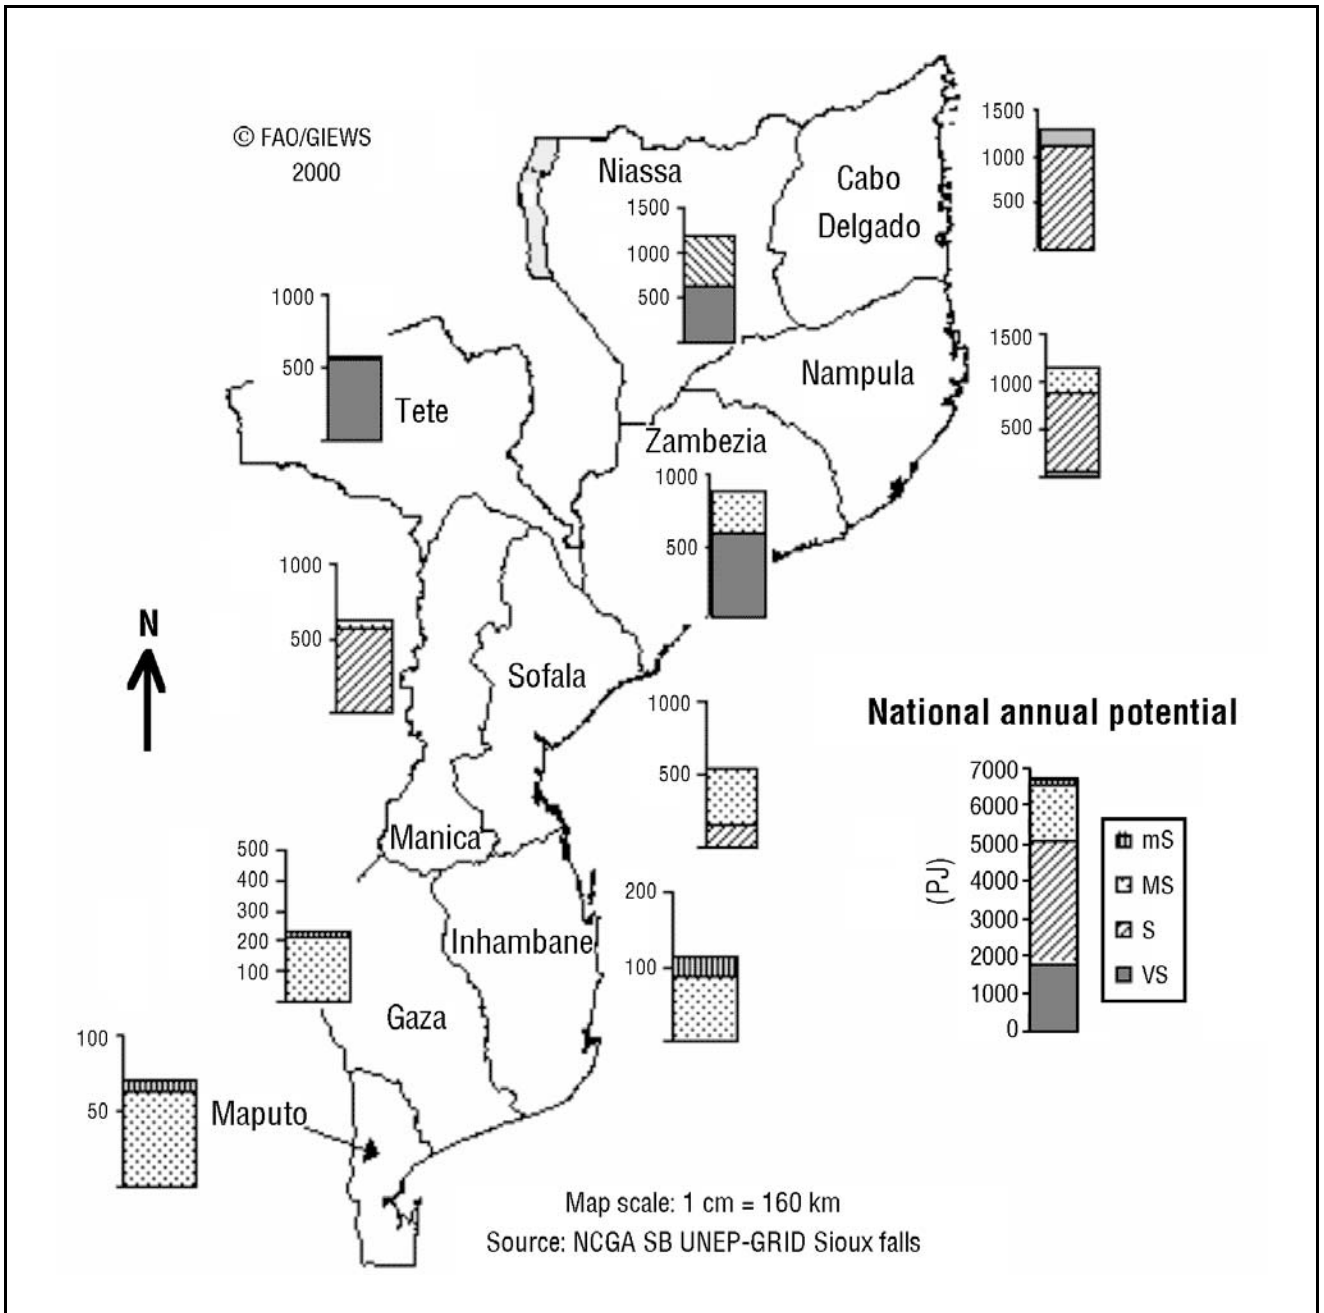 © FAO/GIEWS
2000
Niassa
1500
1000
500
Cabo
Delgado
1500
1000
500
1000
500
Tete
Nampula
1500
1000
500
Zambezia
1000
500
1000
500
N
Sofala
1000
500
National annual potential
(PJ)
7000
6000
5000
4000
3000
2000
1000
0
mS
MS
S
VS
Manica
500
400
300
200
100
Inhambane
200
100
Gaza
100
50
Maputo
Map scale: 1 cm = 160 km
Source: NCGA SB UNEP-GRID Sioux falls